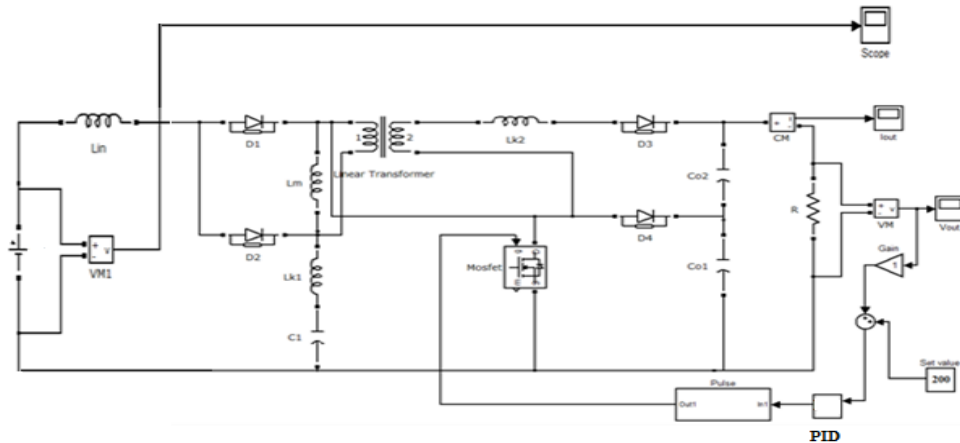 Scope
Lin
D1
1
2
Linear Transformer
Lk2
D3
+
-
CM
Iout
Lm
Co2
R
D2
D4
+
-
v
VM
Vout
+
-
v
VM1
Lk1
Mosfet
Co1
Gain
1
C1
Set value
200
Pulse
Out1
In1
PID